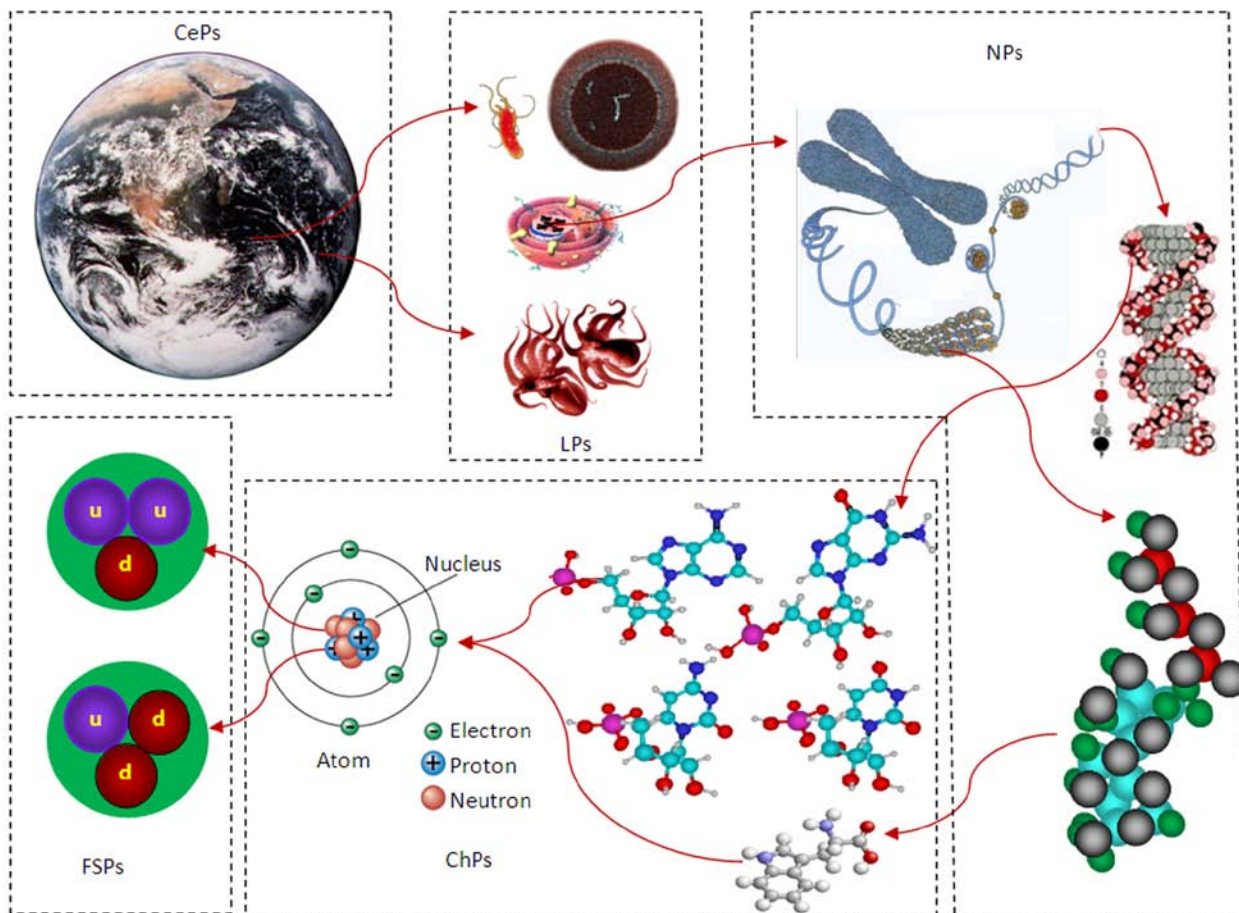 CePs
LPs
NPs
u
u
d
u
d
d
FSPs
Nucleus
Atom
Electron
Proton
Neutron
ChPs